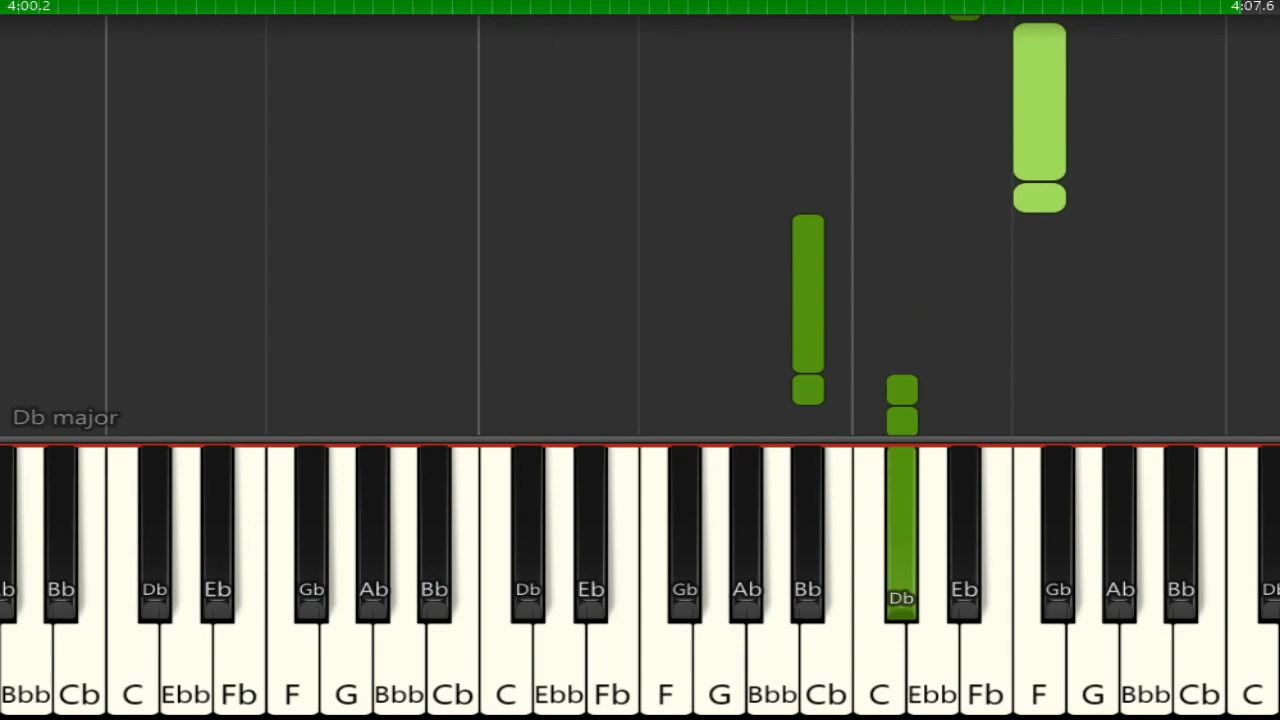 4:00.2 4:07.6
Db major
Bb Db Eb Gb Ab Bb Db Eb Gb Ab Bb Db Eb Gb Ab Bb
Bbb Cb C Ebb Fb F G Bbb Cb C Ebb Fb F G Bbb Cb C Ebb Fb F G Bbb Cb C